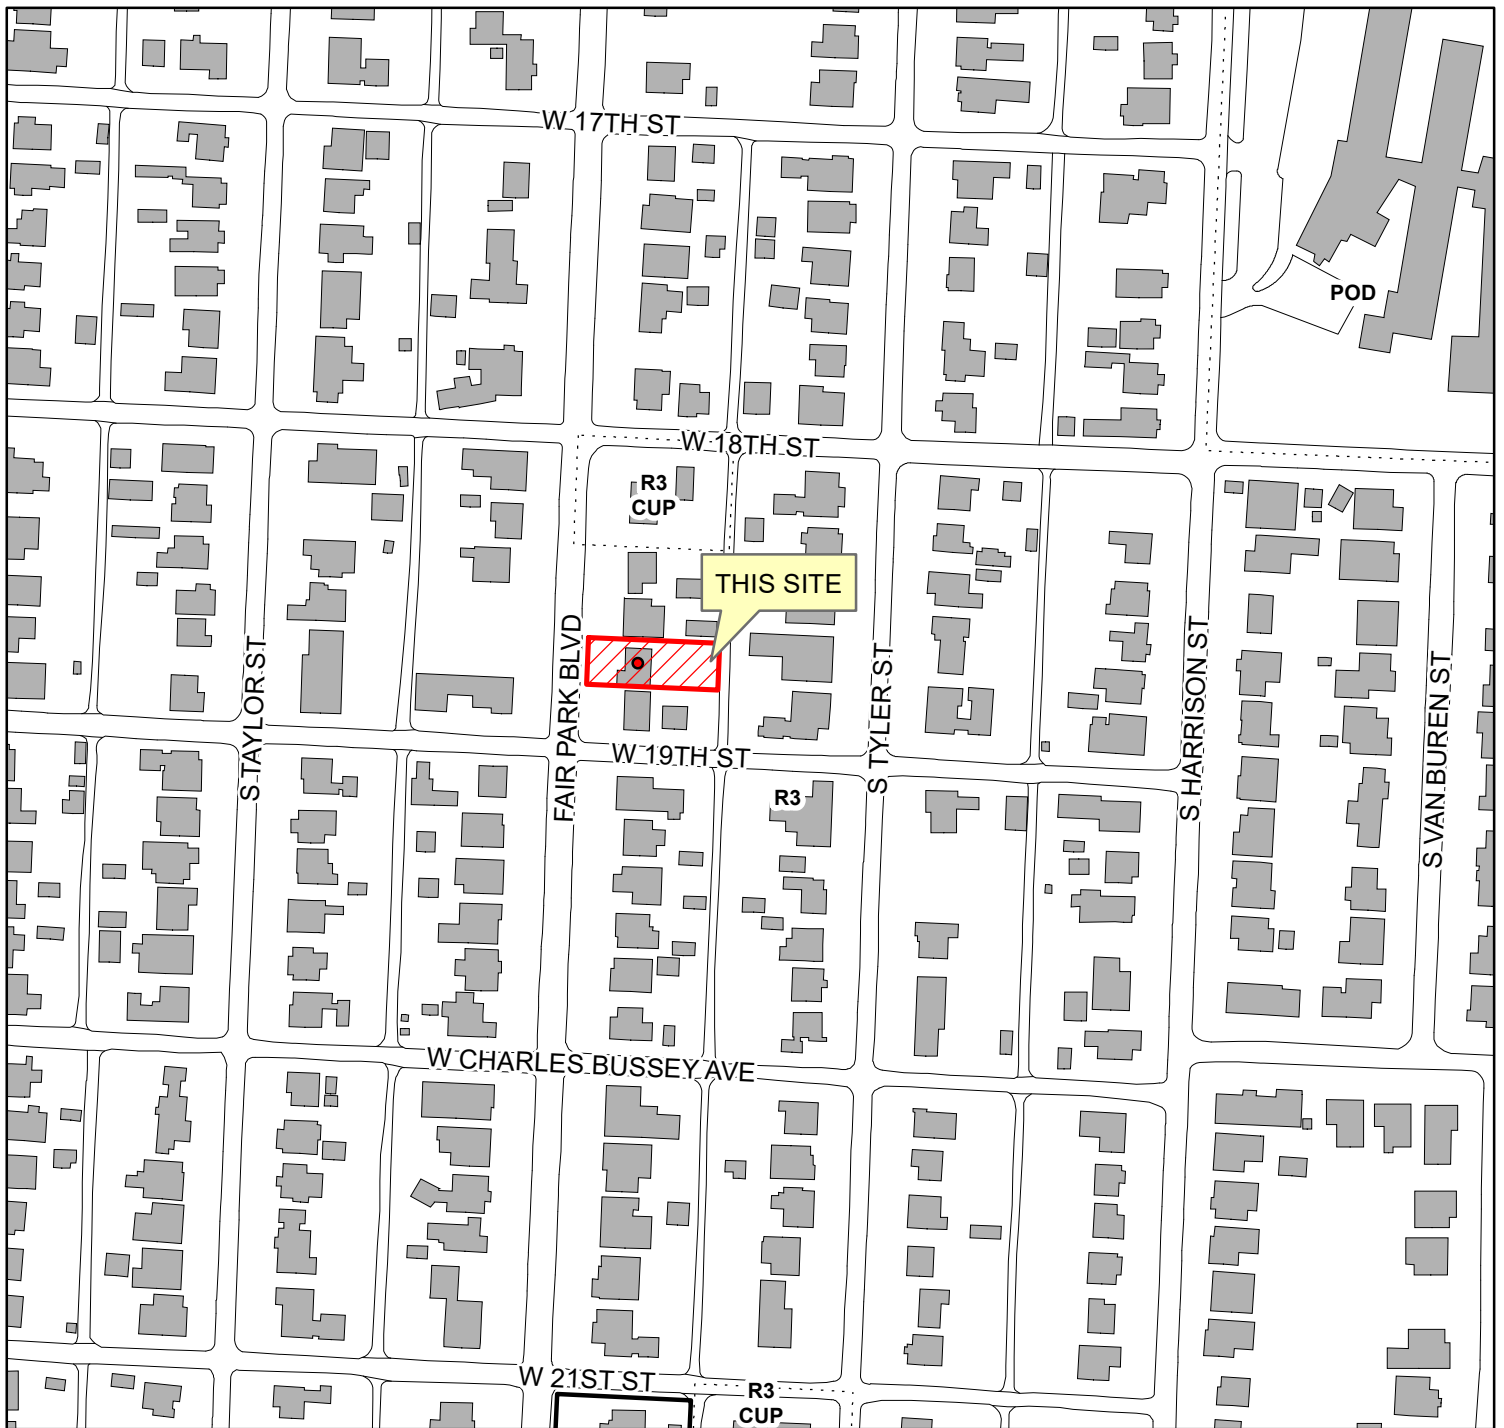 W 17TH ST
POD
W 18TH ST
R3
CUP
THIS SITE
FAIR PARK BLVD
S TAYLOR ST
S TYLER ST
S HARRISON ST
S VAN BUREN ST
W 19TH ST
R3
W CHARLES BUSSEY AVE
W 21ST ST
R3
CUP